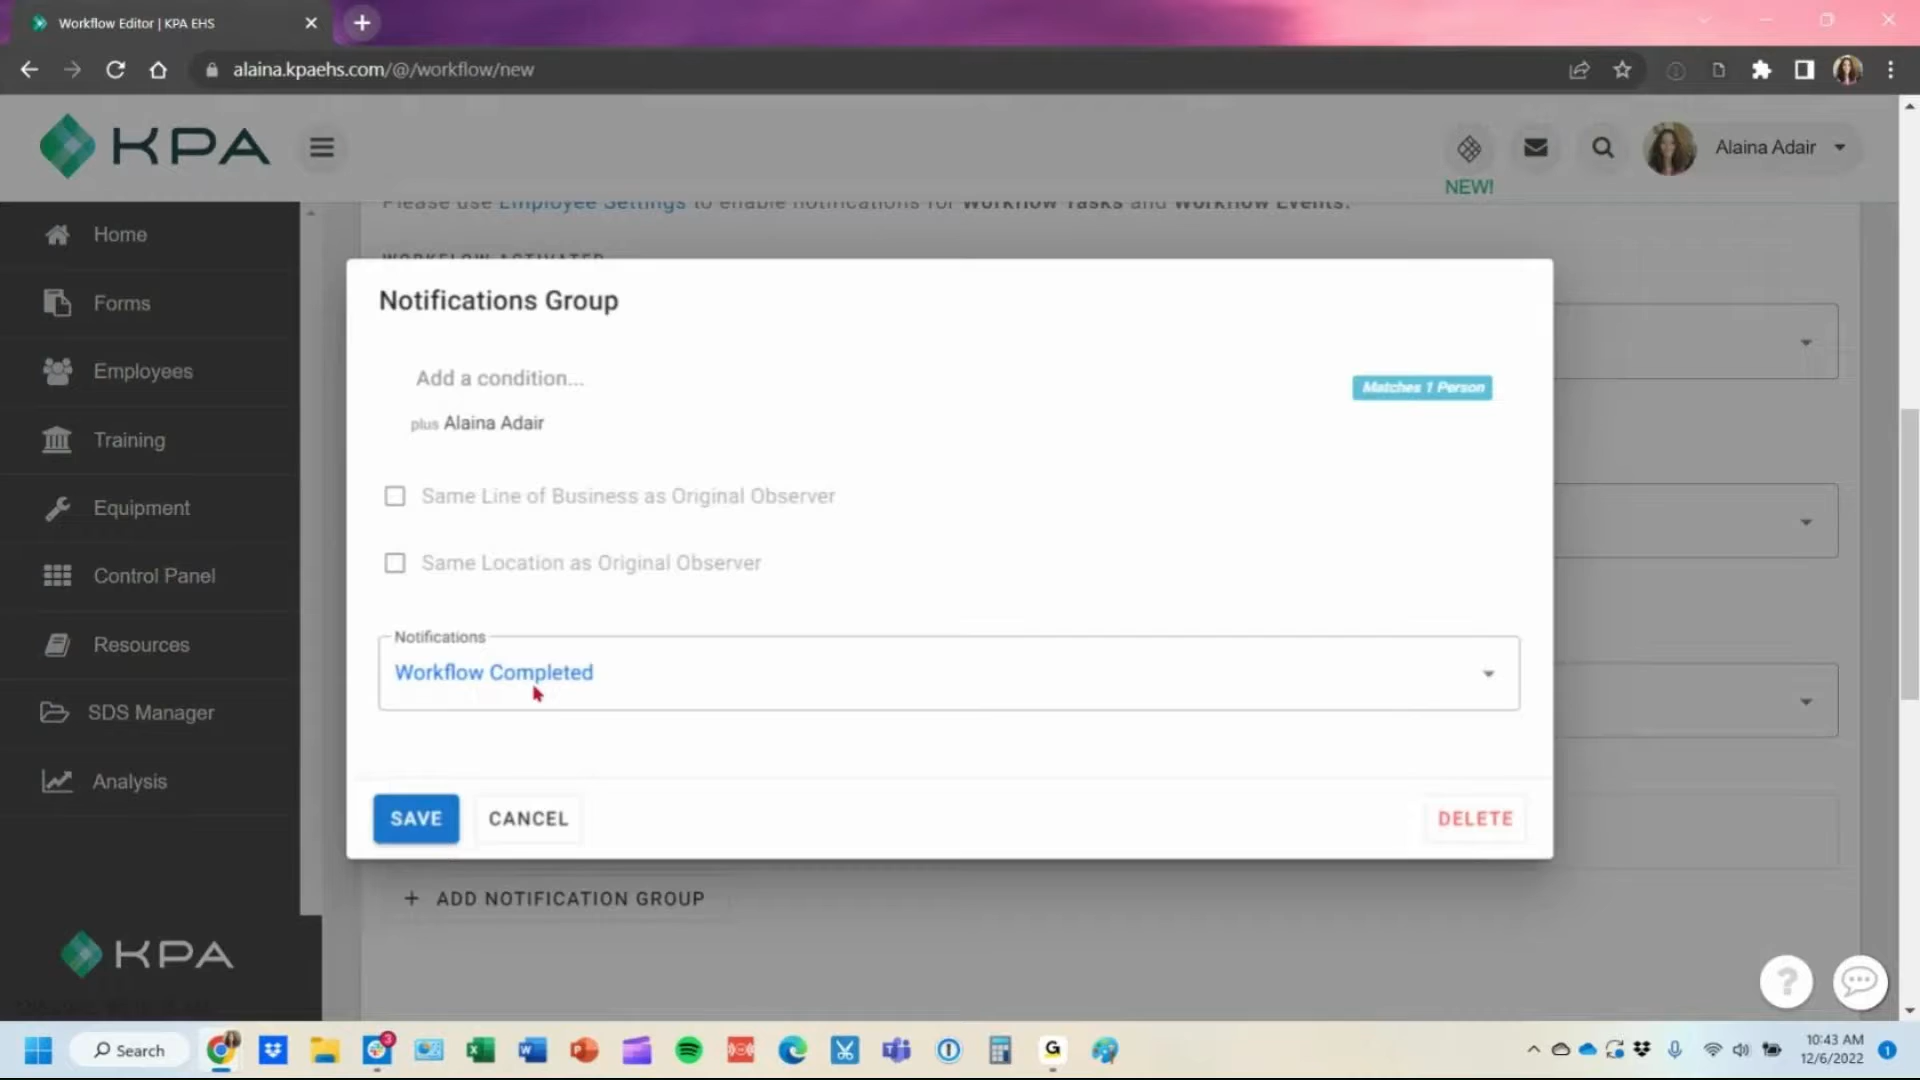 Workflow Editor | KPA EHS
alaina.kpaehs.com/@/workflow/new
KPA
NEW!
Alaina Adair
Please use Employee Settings to enable notifications for Workflow Tasks and Workflow Events.
WORKFLOW ACTIVATED
Home
Forms
Employees
Training
Equipment
Control Panel
Resources
SDS Manager
Analysis
KPA
Notifications Group
Add a condition...
Matches 1 Person
plus Alaina Adair
Same Line of Business as Original Observer
Same Location as Original Observer
Notifications
Workflow Completed
SAVE
CANCEL
DELETE
+ ADD NOTIFICATION GROUP
Search
3
10:43 AM
12/6/2022
1